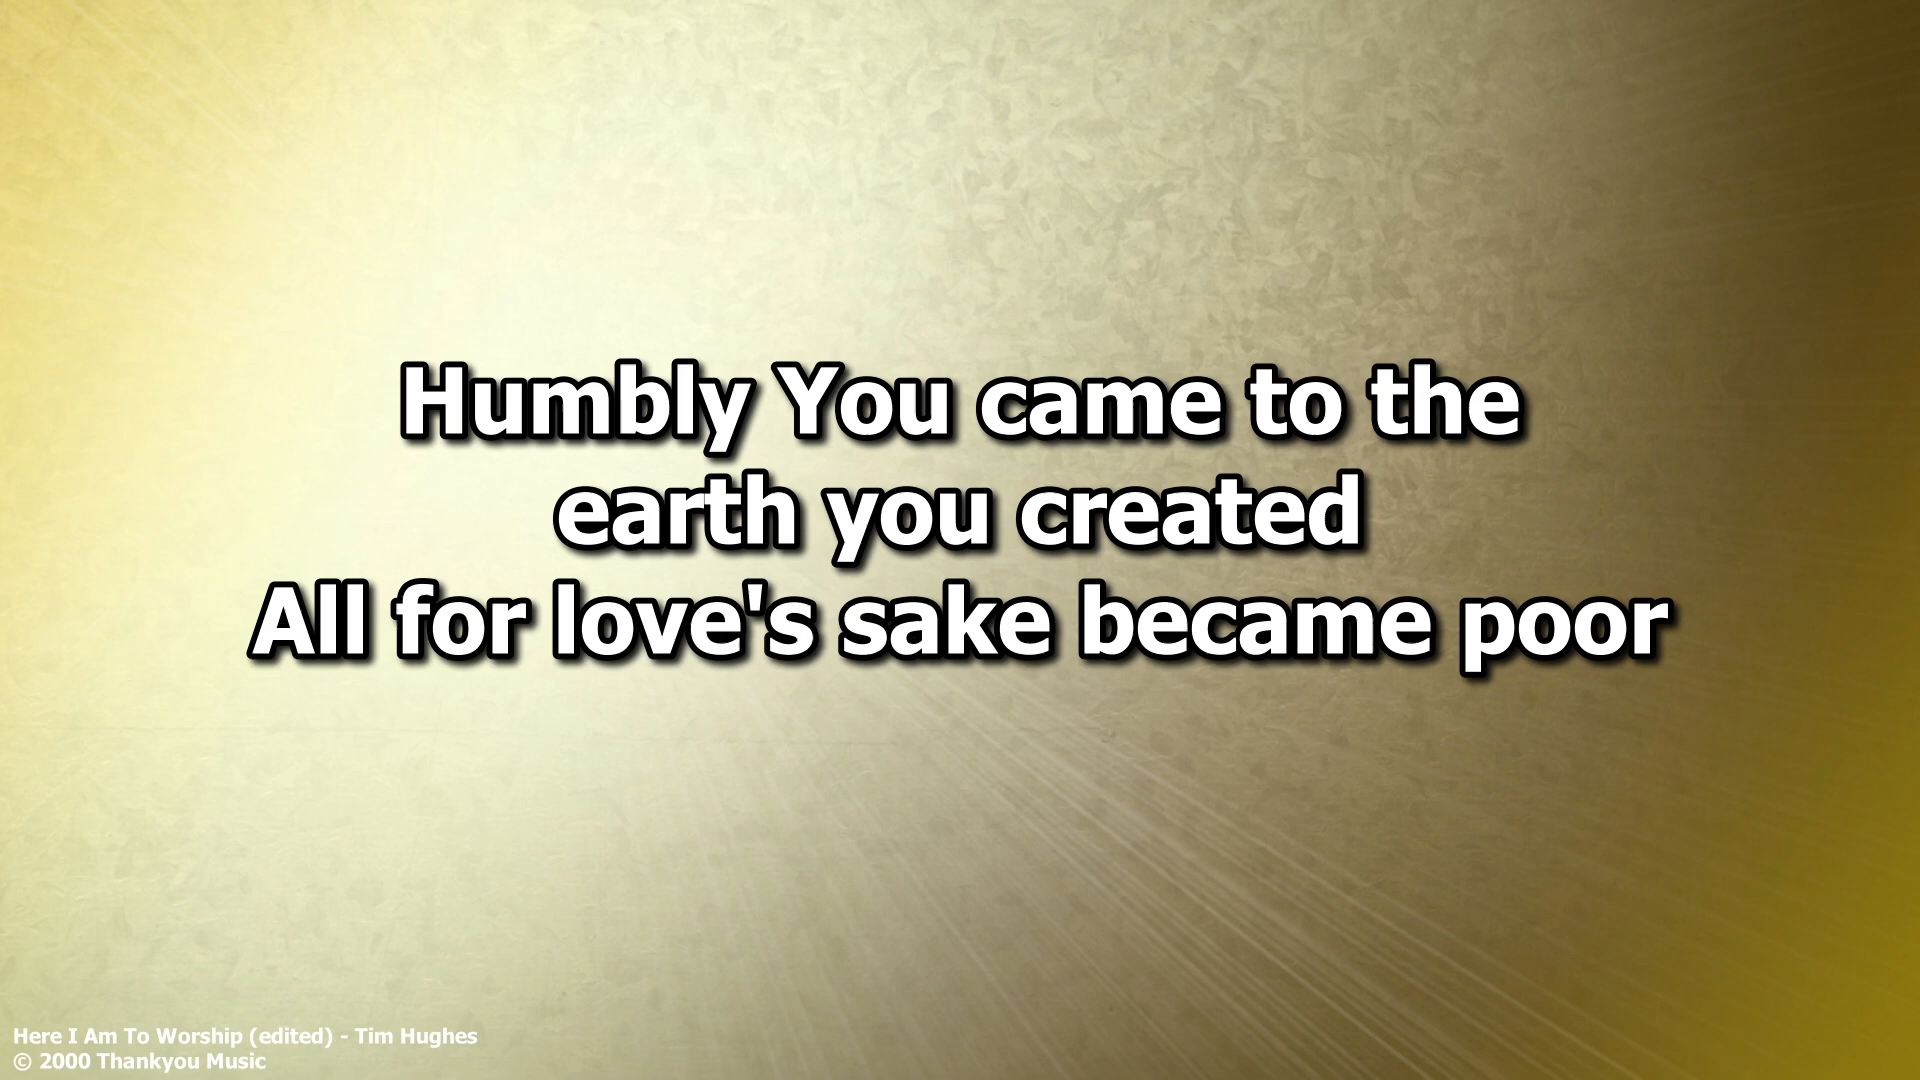 Humbly You came to the
earth you created
All for love's sake became poor
Here I Am To Worship (edited) - Tim Hughes
© 2000 Thankyou Music